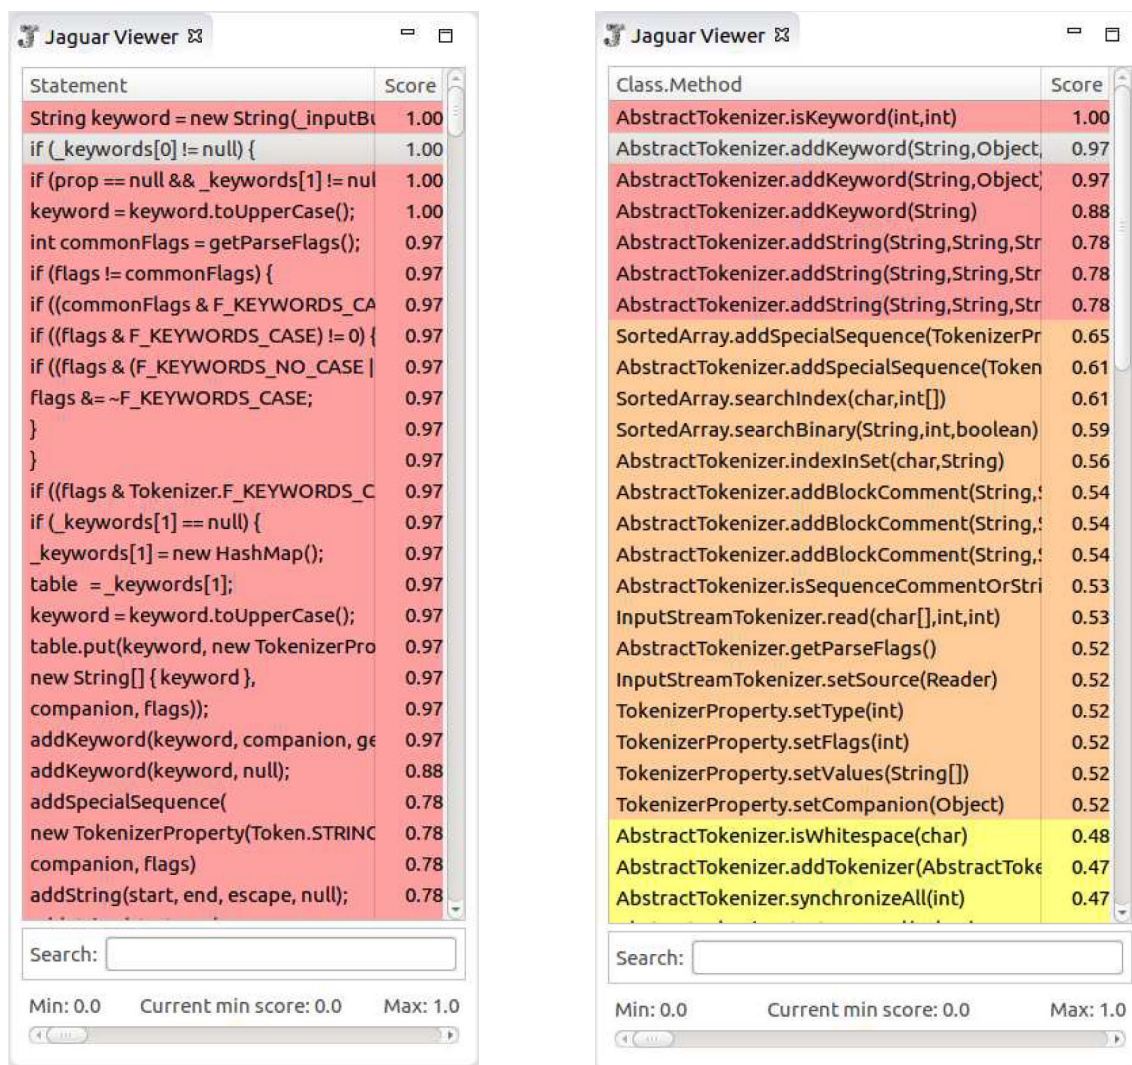 Jaguar Viewer
Statement Score
String keyword = new String(_inputBu 1.00
if (_keywords[0] != null) { 1.00
if (prop == null && _keywords[1] != nul 1.00
keyword = keyword.toUpperCase(); 1.00
int commonFlags = getParseFlags(); 0.97
if (flags != commonFlags) { 0.97
if ((commonFlags & F_KEYWORDS_CA 0.97
if ((flags & F_KEYWORDS_CASE) != 0) { 0.97
if ((flags & (F_KEYWORDS_NO_CASE | 0.97
flags &= ~F_KEYWORDS_CASE; 0.97
} 0.97
} 0.97
if ((flags & Tokenizer.F_KEYWORDS_C 0.97
if (_keywords[1] == null) { 0.97
_keywords[1] = new HashMap(); 0.97
table = _keywords[1]; 0.97
keyword = keyword.toUpperCase(); 0.97
table.put(keyword, new TokenizerPro 0.97
new String[] { keyword }, 0.97
companion, flags)); 0.97
addKeyword(keyword, companion, ge 0.97
addKeyword(keyword, null); 0.88
addSpecialSequence( 0.78
new TokenizerProperty(Token.STRING 0.78
companion, flags) 0.78
addString(start, end, escape, null); 0.78
Search:
Min: 0.0 Current min score: 0.0 Max: 1.0
Jaguar Viewer
Class.Method Score
AbstractTokenizer.isKeyword(int,int) 1.00
AbstractTokenizer.addKeyword(String,Object, 0.97
AbstractTokenizer.addKeyword(String,Object) 0.97
AbstractTokenizer.addKeyword(String) 0.88
AbstractTokenizer.addString(String,String,Str 0.78
AbstractTokenizer.addString(String,String,Str 0.78
AbstractTokenizer.addString(String,String,Str 0.78
SortedArray.addSpecialSequence(TokenizerPr 0.65
AbstractTokenizer.addSpecialSequence(Token 0.61
SortedArray.searchIndex(char,int[]) 0.61
SortedArray.searchBinary(String,int,boolean) 0.59
AbstractTokenizer.indexInSet(char,String) 0.56
AbstractTokenizer.addBlockComment(String,S 0.54
AbstractTokenizer.addBlockComment(String,S 0.54
AbstractTokenizer.addBlockComment(String,S 0.54
AbstractTokenizer.isSequenceCommentOrStri 0.53
InputStreamTokenizer.read(char[],int,int) 0.53
AbstractTokenizer.getParseFlags() 0.52
InputStreamTokenizer.setSource(Reader) 0.52
TokenizerProperty.setType(int) 0.52
TokenizerProperty.setFlags(int) 0.52
TokenizerProperty.setValues(String[]) 0.52
TokenizerProperty.setCompanion(Object) 0.52
AbstractTokenizer.isWhitespace(char) 0.48
AbstractTokenizer.addTokenizer(AbstractToke 0.47
AbstractTokenizer.synchronizeAll(int) 0.47
Search:
Min: 0.0 Current min score: 0.0 Max: 1.0